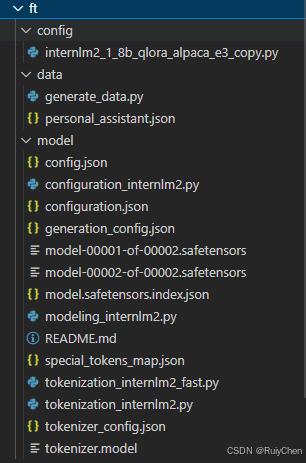 ft
config
internlm2_1_8b_qlora_alpaca_e3_copy.py
data
generate_data.py
personal_assistant.json
model
config.json
configuration_internlm2.py
configuration.json
generation_config.json
model-00001-of-00002.safetensors
model-00002-of-00002.safetensors
model.safetensors.index.json
modeling_internlm2.py
README.md
special_tokens_map.json
tokenization_internlm2_fast.py
tokenization_internlm2.py
tokenizer_config.json
tokenizer.model
CSDN @RuiyChen